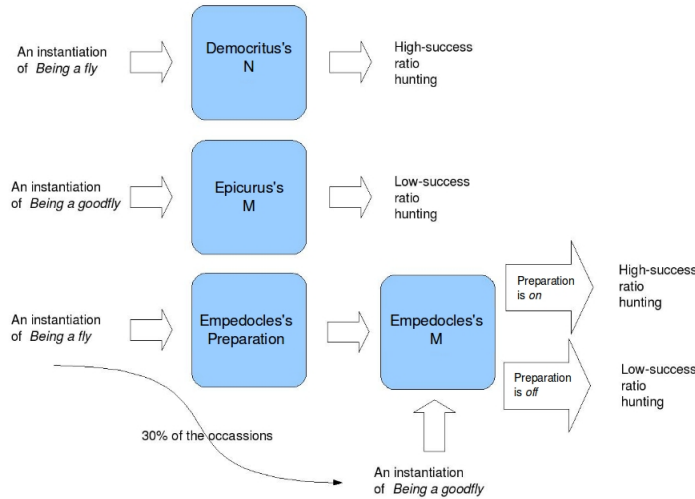 An instantiation
of Being a fly
Democritus's
N
High-success
ratio
hunting
An instantiation
of Being a goodfly
Epicurus's
M
Low-success
ratio
hunting
An instantiation
of Being a fly
Empedocles's
Preparation
Empedocles's
M
Preparation
is on
High-success
ratio
hunting
Preparation
is off
Low-success
ratio
hunting
30% of the occassions
An instantiation
of Being a goodfly